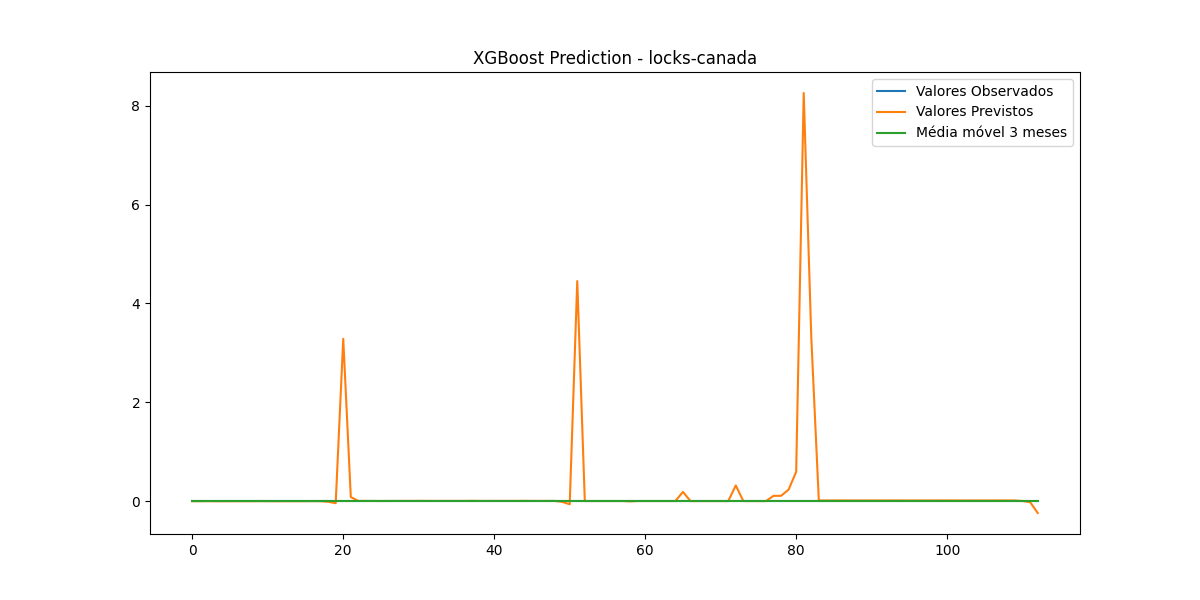 XGBoost Prediction - locks-canada
Valores Observados
Valores Previstos
Média móvel 3 meses
8
6
4
2
0
0 20 40 60 80 100